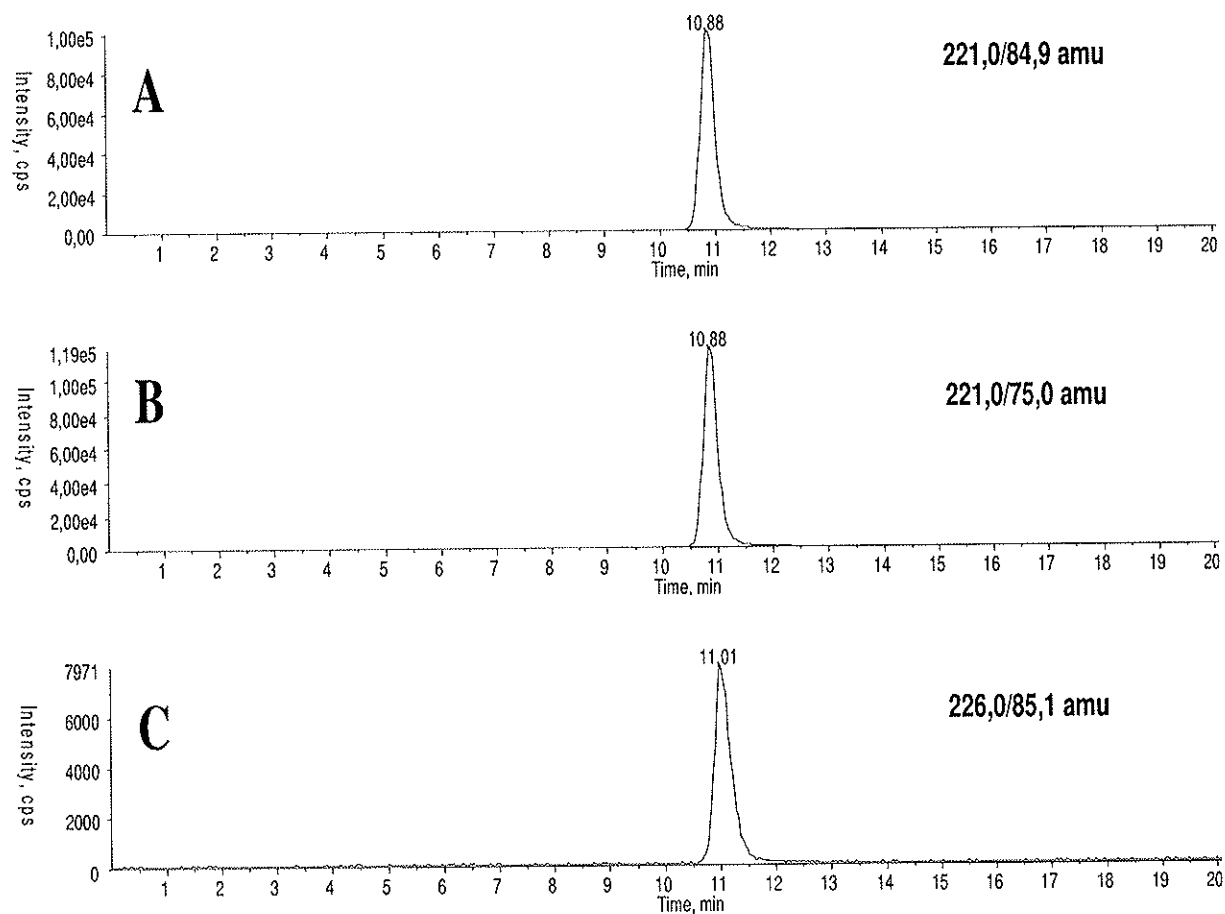 10,88
1,00e5
8,00e4
6,00e4
4,00e4
2,00e4
0,00
Intensity, cps
A
221,0/84,9 amu
1 2 3 4 5 6 7 8 9 10 11 12 13 14 15 16 17 18 19 20
Time, min
10,88
1,19e5
1,00e5
8,00e4
6,00e4
4,00e4
2,00e4
0,00
Intensity, cps
B
221,0/75,0 amu
1 2 3 4 5 6 7 8 9 10 11 12 13 14 15 16 17 18 19 20
Time, min
11,01
7971
6000
4000
2000
0
Intensity, cps
C
226,0/85,1 amu
1 2 3 4 5 6 7 8 9 10 11 12 13 14 15 16 17 18 19 20
Time, min